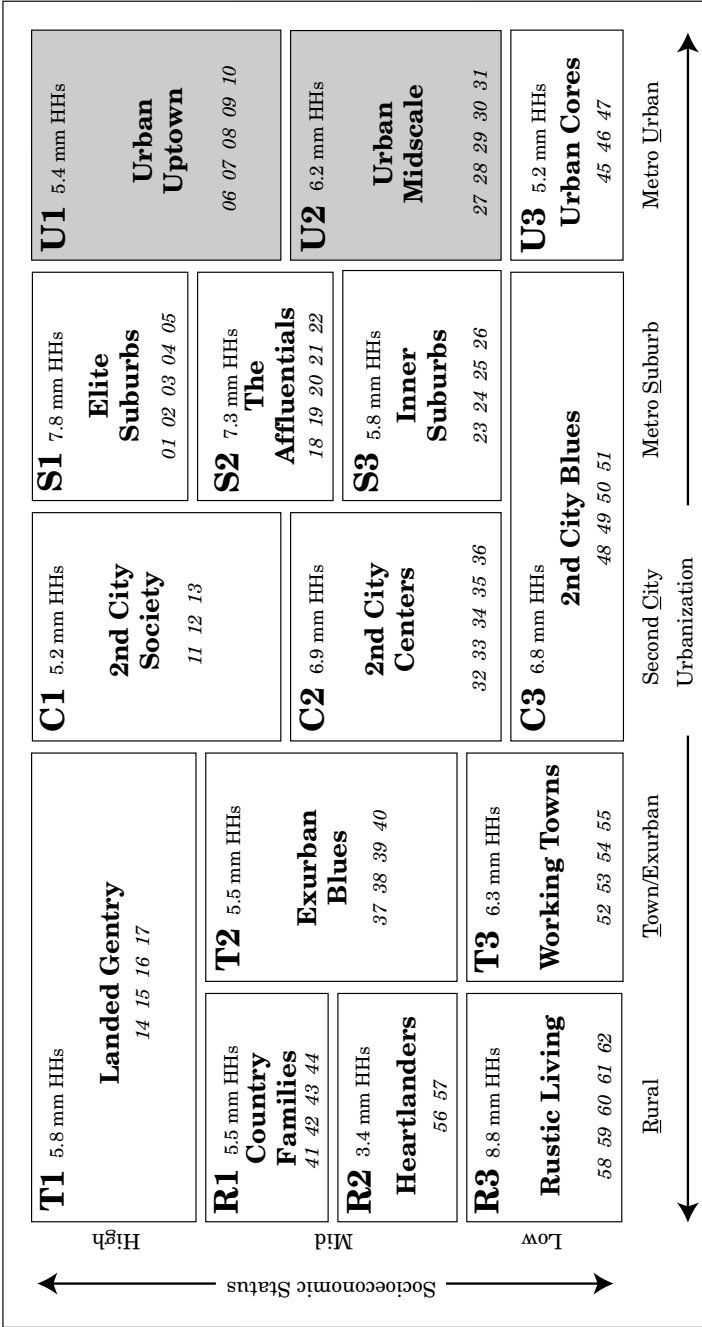 Socioeconomic Status
High
Mid
Low
T1 5.8 mm HHs
Landed Gentry
14 15 16 17
C1 5.2 mm HHs
2nd City
Society
11 12 13
S1 7.8 mm HHs
Elite
Suburbs
01 02 03 04 05
U1 5.4 mm HHs
Urban
Uptown
06 07 08 09 10
R1 5.5 mm HHs
Country
Families
41 42 43 44
T2 5.5 mm HHs
Exurban
Blues
37 38 39 40
S2 7.3 mm HHs
The
Affluentials
18 19 20 21 22
R2 3.4 mm HHs
Heartlanders
56 57
C2 6.9 mm HHs
2nd City
Centers
32 33 34 35 36
S3 5.8 mm HHs
Inner
Suburbs
23 24 25 26
U2 6.2 mm HHs
Urban
Midscale
27 28 29 30 31
R3 8.8 mm HHs
Rustic Living
58 59 60 61 62
T3 6.3 mm HHs
Working Towns
52 53 54 55
C3 6.8 mm HHs
2nd City Blues
48 49 50 51
U3 5.2 mm HHs
Urban Cores
45 46 47
Rural
Town/Exurban
Second City
Metro Suburb
Metro Urban
Urbanization